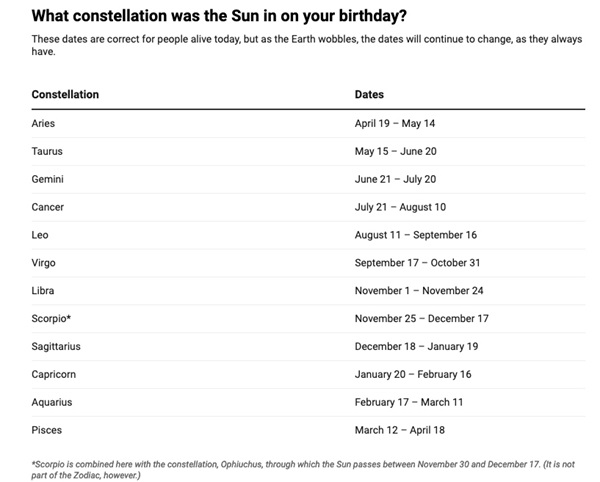 What constellation was the Sun in on your birthday?
These dates are correct for people alive today, but as the Earth wobbles, the dates will continue to change, as they always
have.
Constellation Dates
Aries April 19 – May 14
Taurus May 15 – June 20
Gemini June 21 – July 20
Cancer July 21 – August 10
Leo August 11 – September 16
Virgo September 17 – October 31
Libra November 1 – November 24
Scorpio* November 25 – December 17
Sagittarius December 18 – January 19
Capricorn January 20 – February 16
Aquarius February 17 – March 11
Pisces March 12 – April 18
*Scorpio is combined here with the constellation, Ophiuchus, through which the Sun passes between November 30 and December 17. (It is not
part of the Zodiac, however.)